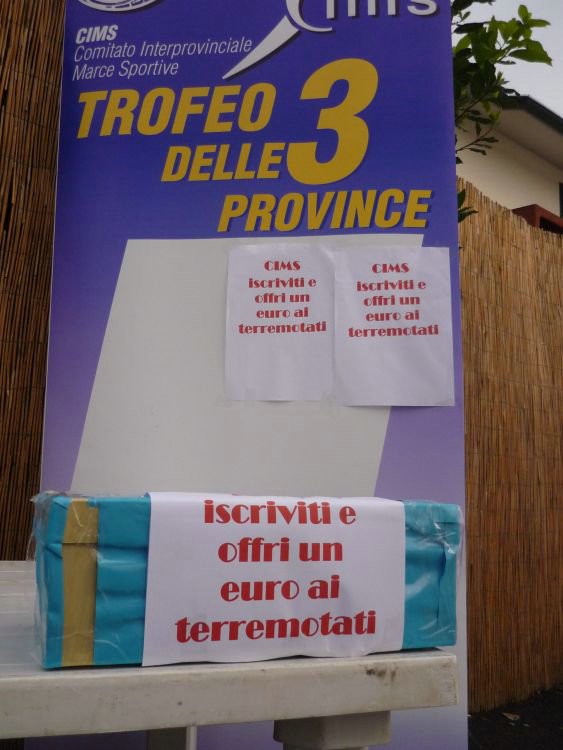 cims
CIMS
Comitato Interprovinciale
Marce Sportive
TROFEO
DELLE 3
PROVINCE
CIMS
iscriviti e
offri un
euro ai
terremotati
CIMS
iscriviti e
offri un
euro ai
terremotati
iscriviti e
offri un
euro ai
terremotati